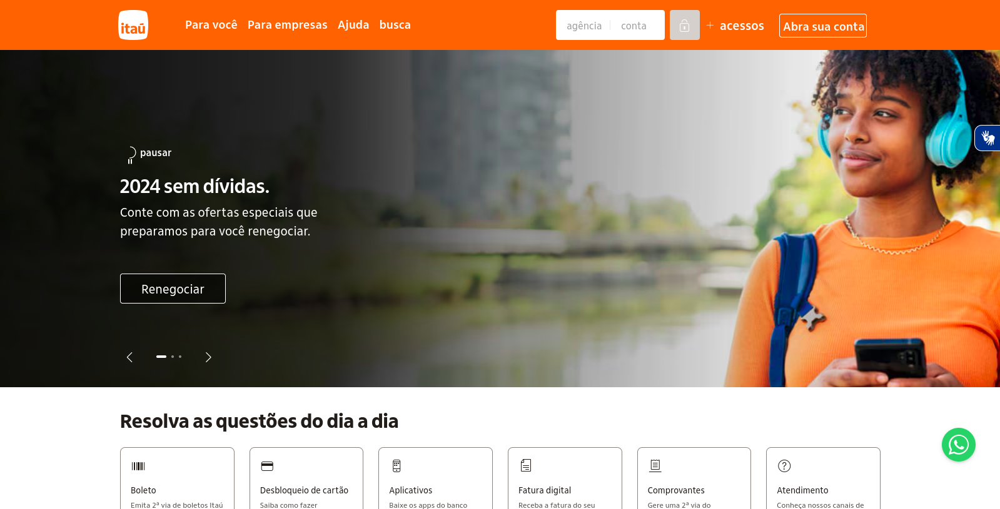 itaú
Para você Para empresas Ajuda busca
agência conta
acessos
Abra sua conta
pausar
2024 sem dívidas.
Conte com as ofertas especiais que
preparamos para você renegociar.
Renegociar
Resolva as questões do dia a dia
Boleto
Emita 2ª via de boletos Itaú
Desbloqueio de cartão
Saiba como fazer
Aplicativos
Baixe os apps do banco
Fatura digital
Receba a fatura do seu
Comprovantes
Gere uma 2ª via do
Atendimento
Conheça nossos canais de